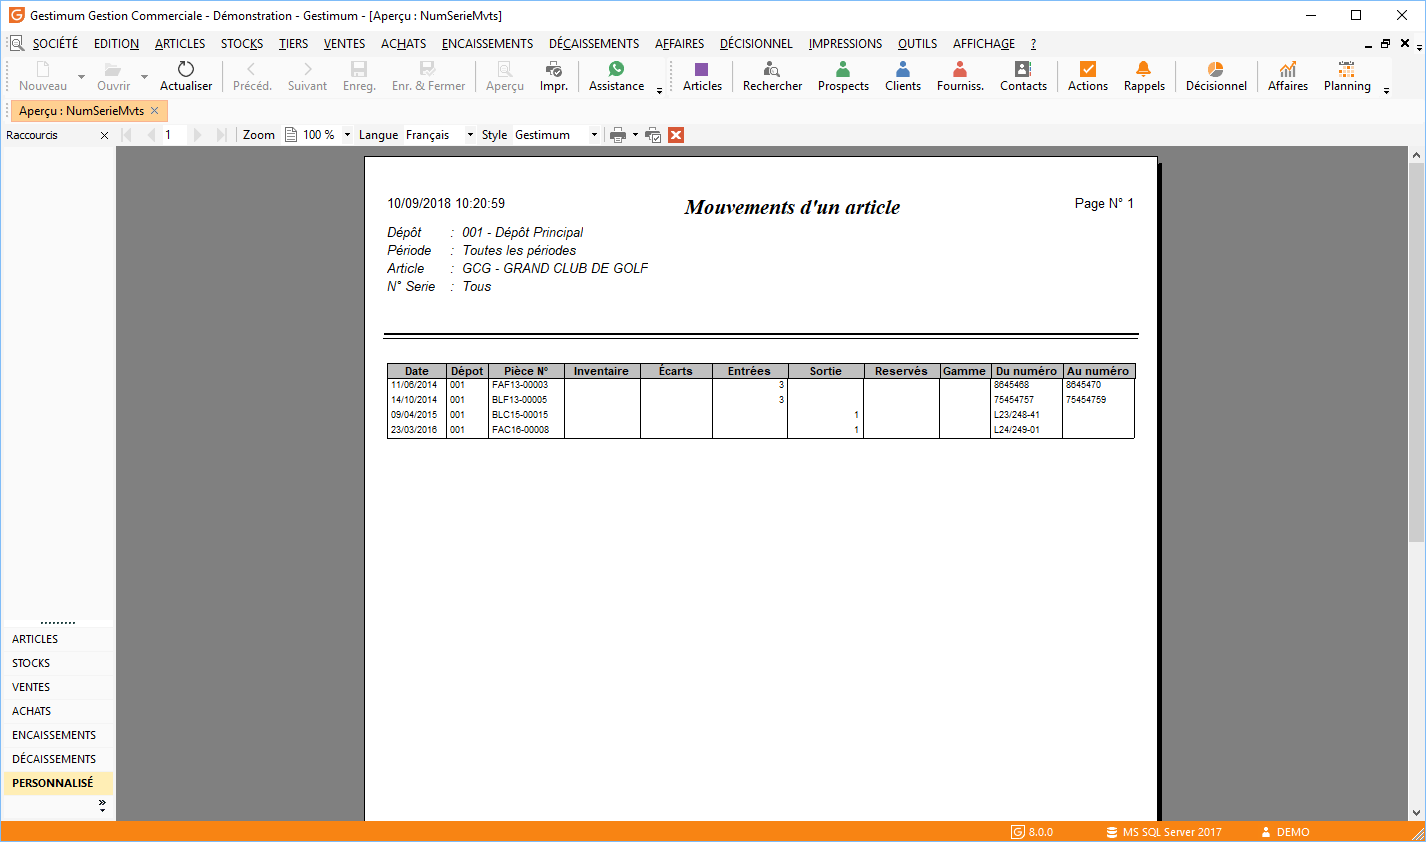 Gestimum Gestion Commerciale - Démonstration - Gestimum - [Aperçu : NumSerieMvts]
SOCIÉTÉ EDITION ARTICLES STOCKS TIERS VENTES ACHATS ENCAISSEMENTS DÉCAISSEMENTS AFFAIRES DÉCISIONNEL IMPRESSIONS OUTILS AFFICHAGE ?
Nouveau Ouvrir Actualiser Précéd. Suivant Enreg. Enr. & Fermer Aperçu Impr. Assistance Articles Rechercher Prospects Clients Fourniss. Contacts Actions Rappels Décisionnel Affaires Planning
Aperçu : NumSerieMvts
Raccourcis 1 Zoom 100 % Langue Français Style Gestimum
10/09/2018 10:20:59 Mouvements d'un article Page N° 1
Dépôt : 001 - Dépôt Principal
Période : Toutes les périodes
Article : GCG - GRAND CLUB DE GOLF
N° Serie : Tous
Date Dépot Pièce N° Inventaire Écarts Entrées Sortie Reservés Gamme Du numéro Au numéro
11/06/2014 001 FAF13-00003 3 8645468 8645470
14/10/2014 001 BLF13-00005 3 75454757 75454759
09/04/2015 001 BLC15-00015 1 L23/248-41
23/03/2016 001 FAC16-00008 1 L24/249-01
ARTICLES
STOCKS
VENTES
ACHATS
ENCAISSEMENTS
DÉCAISSEMENTS
PERSONNALISÉ
8.0.0 MS SQL Server 2017 DEMO